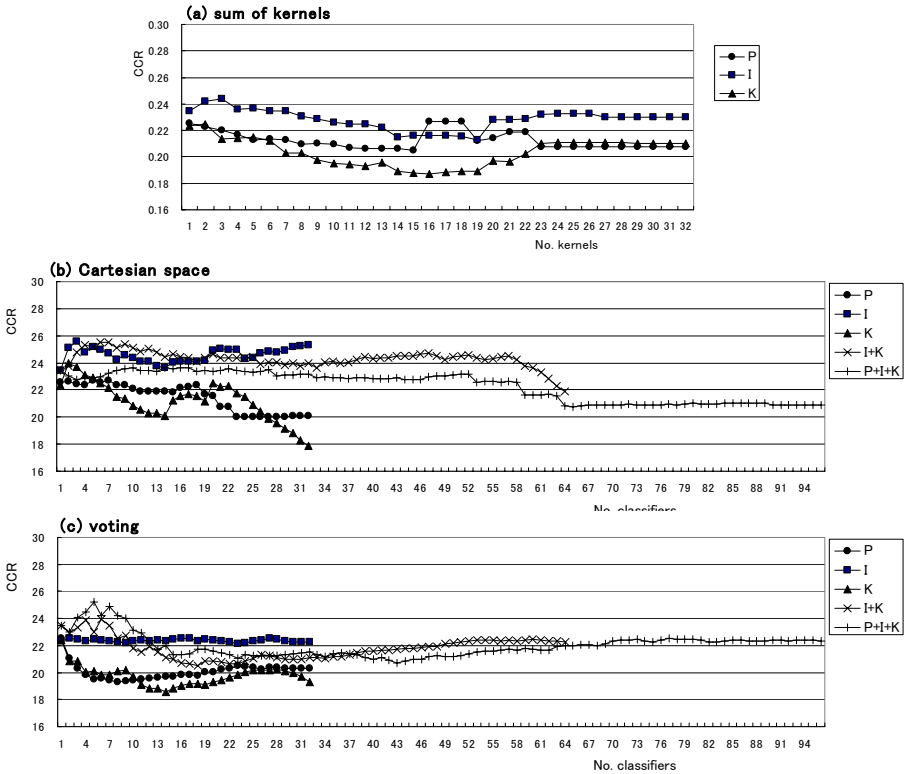 (a) sum of kernels
CCR
0.30
0.28
0.26
0.24
0.22
0.20
0.18
0.16
1 2 3 4 5 6 7 8 9 10 11 12 13 14 15 16 17 18 19 20 21 22 23 24 25 26 27 28 29 30 31 32
No. kernels
P
I
K
(b) Cartesian space
CCR
30
28
26
24
22
20
18
16
1 4 7 10 13 16 19 22 25 28 31 34 37 40 43 46 49 52 55 58 61 64 67 70 73 76 79 82 85 88 91 94
No. classifiers
P
I
K
I+K
P+I+K
(c) voting
CCR
30
28
26
24
22
20
18
16
1 4 7 10 13 16 19 22 25 28 31 34 37 40 43 46 49 52 55 58 61 64 67 70 73 76 79 82 85 88 91 94
No. classifiers
P
I
K
I+K
P+I+K